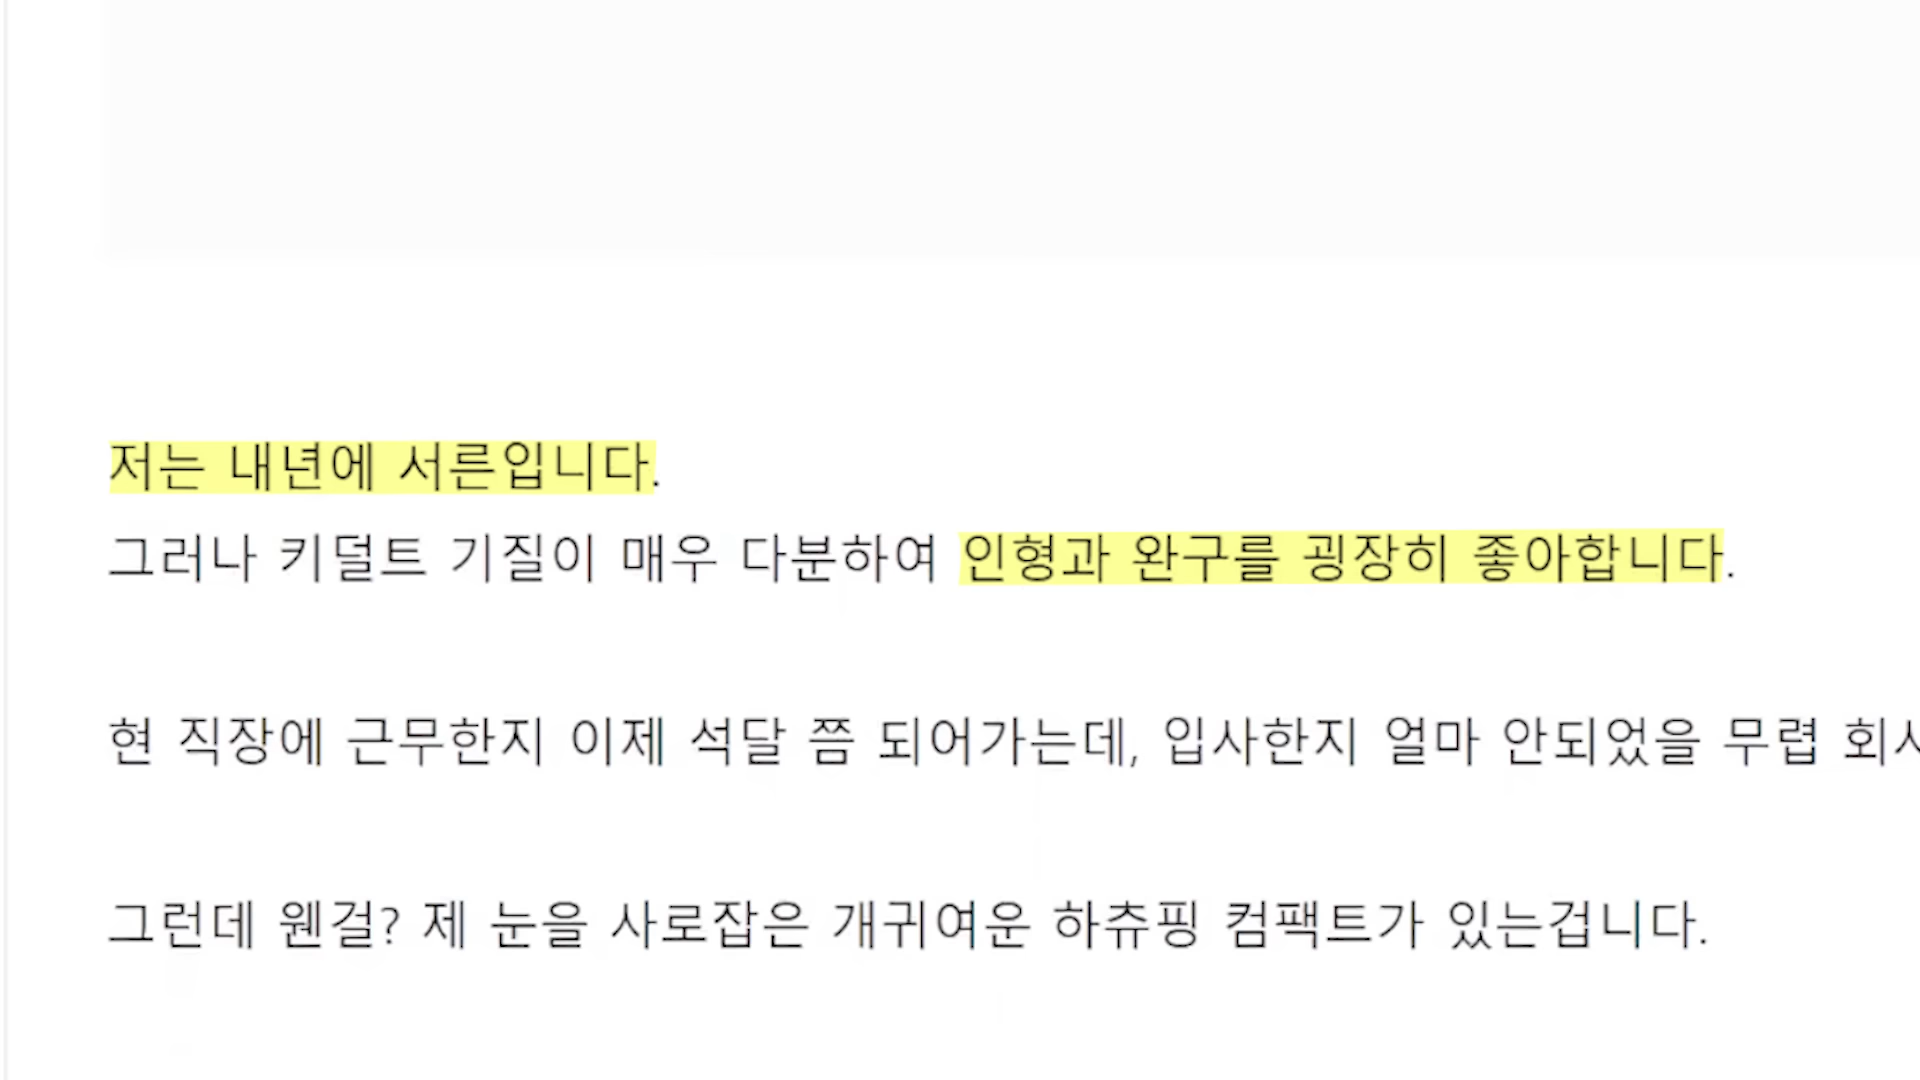 저는 내년에 서른입니다.
그러나 키덜트 기질이 매우 다분하여 인형과 완구를 굉장히 좋아합니다.
현 직장에 근무한지 이제 석달 쯤 되어가는데, 입사한지 얼마 안되었을 무렵 회사
그런데 웬걸? 제 눈을 사로잡은 개귀여운 하츄핑 컴팩트가 있는겁니다.